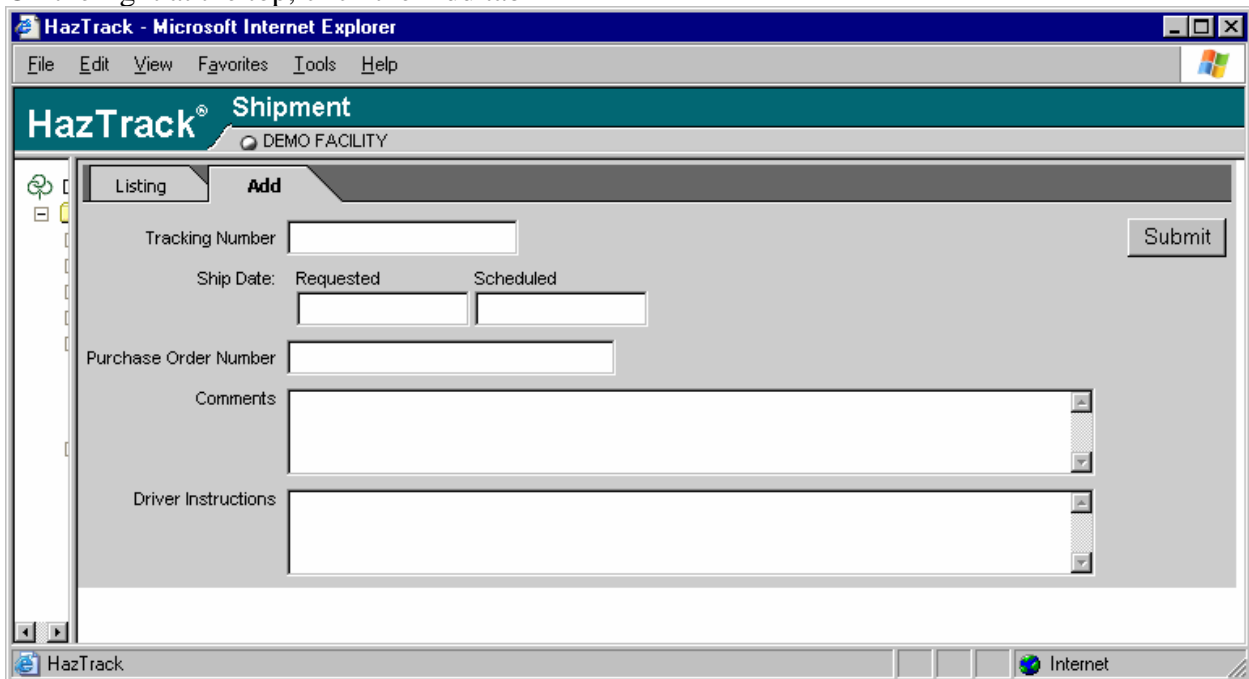 HazTrack - Microsoft Internet Explorer
File Edit View Favorites Tools Help
HazTrack® Shipment
DEMO FACILITY
Listing Add
Tracking Number Submit
Ship Date: Requested Scheduled
Purchase Order Number
Comments
Driver Instructions
HazTrack Internet